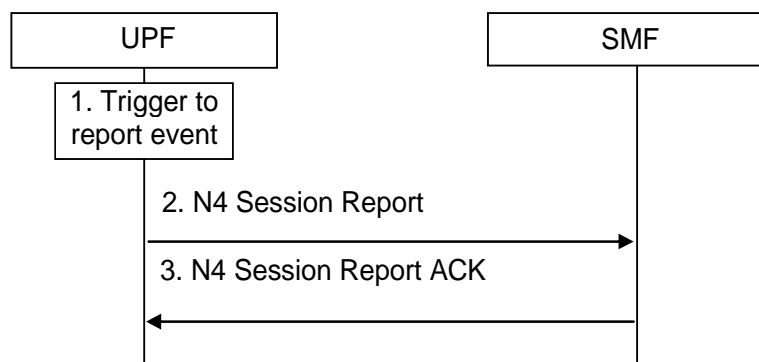 UPF
SMF
1. Trigger to
report event
2. N4 Session Report
3. N4 Session Report ACK